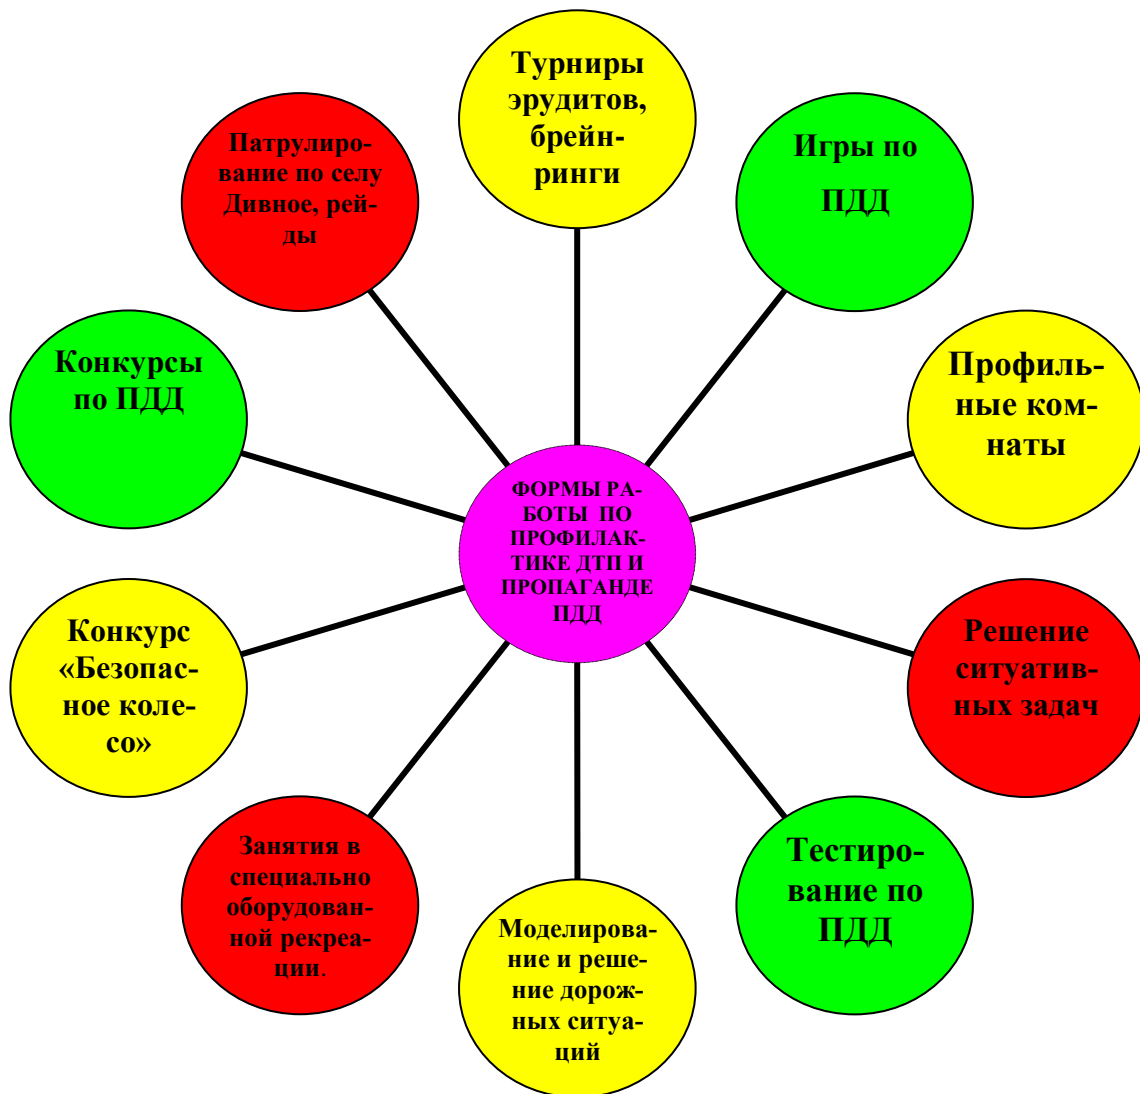 Турниры
эрудитов,
брейн-
ринги
Игры по
ПДД
Профиль-
ные ком-
наты
Решение
ситуатив-
ных задач
Тестиро-
вание по
ПДД
Моделирова-
ние и реше-
ние дорож-
ных ситуа-
ций
Занятия в
специально
оборудован-
ной рекреа-
ции.
Конкурс
«Безопас-
ное коле-
со»
Конкурсы
по ПДД
Патрулиро-
вание по селу
Дивное, рей-
ды
ФОРМЫ РА-
БОТЫ ПО
ПРОФИЛАК-
ТИКЕ ДТП И
ПРОПАГАНДЕ
ПДД